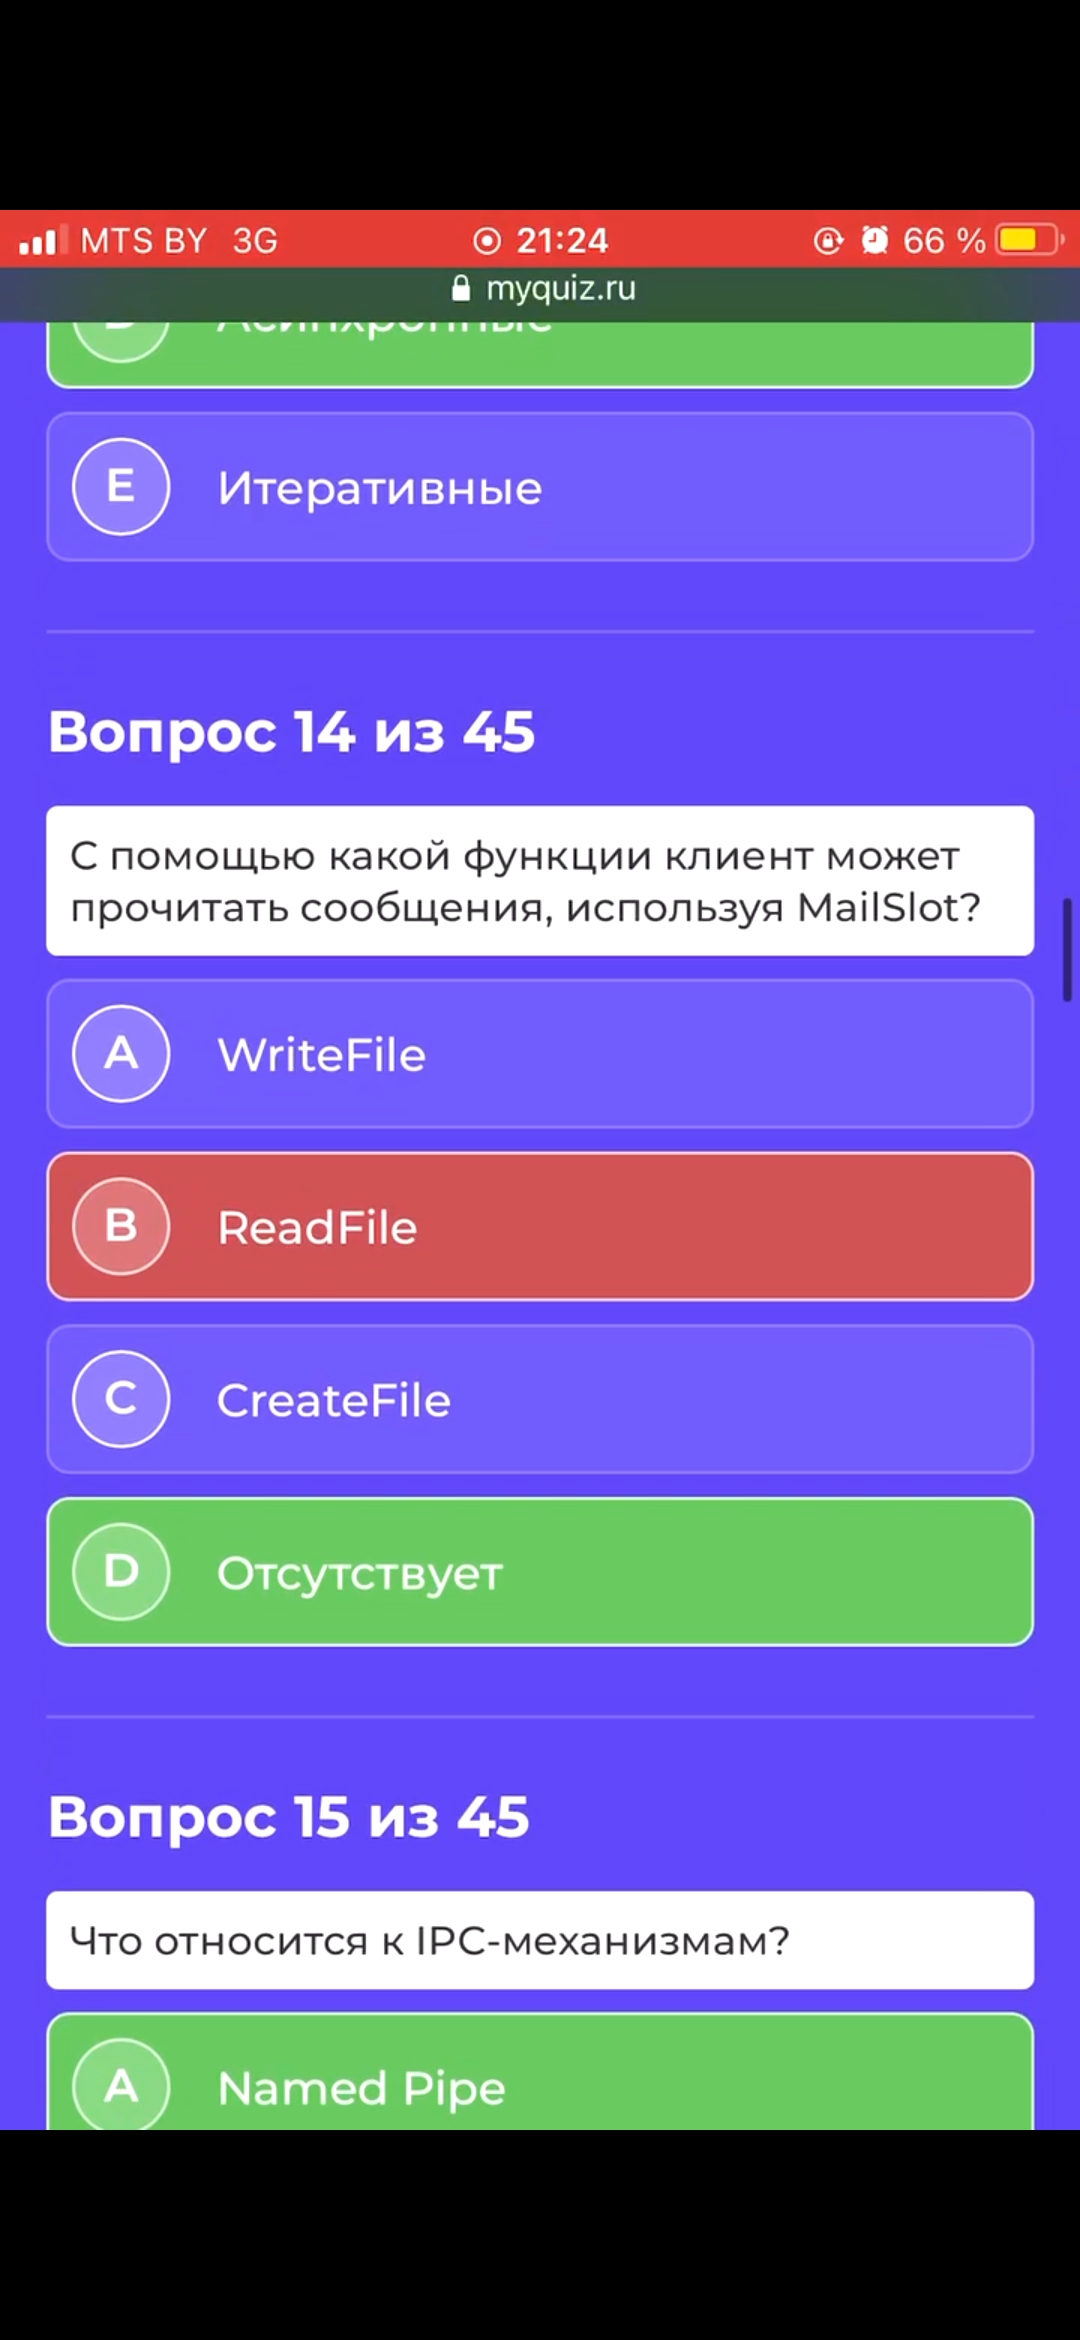 MTS BY 3G 21:24 66 %
myquiz.ru
Асинхронные
E Итеративные
Вопрос 14 из 45
С помощью какой функции клиент может
прочитать сообщения, используя MailSlot?
A WriteFile
B ReadFile
C CreateFile
D Отсутствует
Вопрос 15 из 45
Что относится к IPC-механизмам?
A Named Pipe